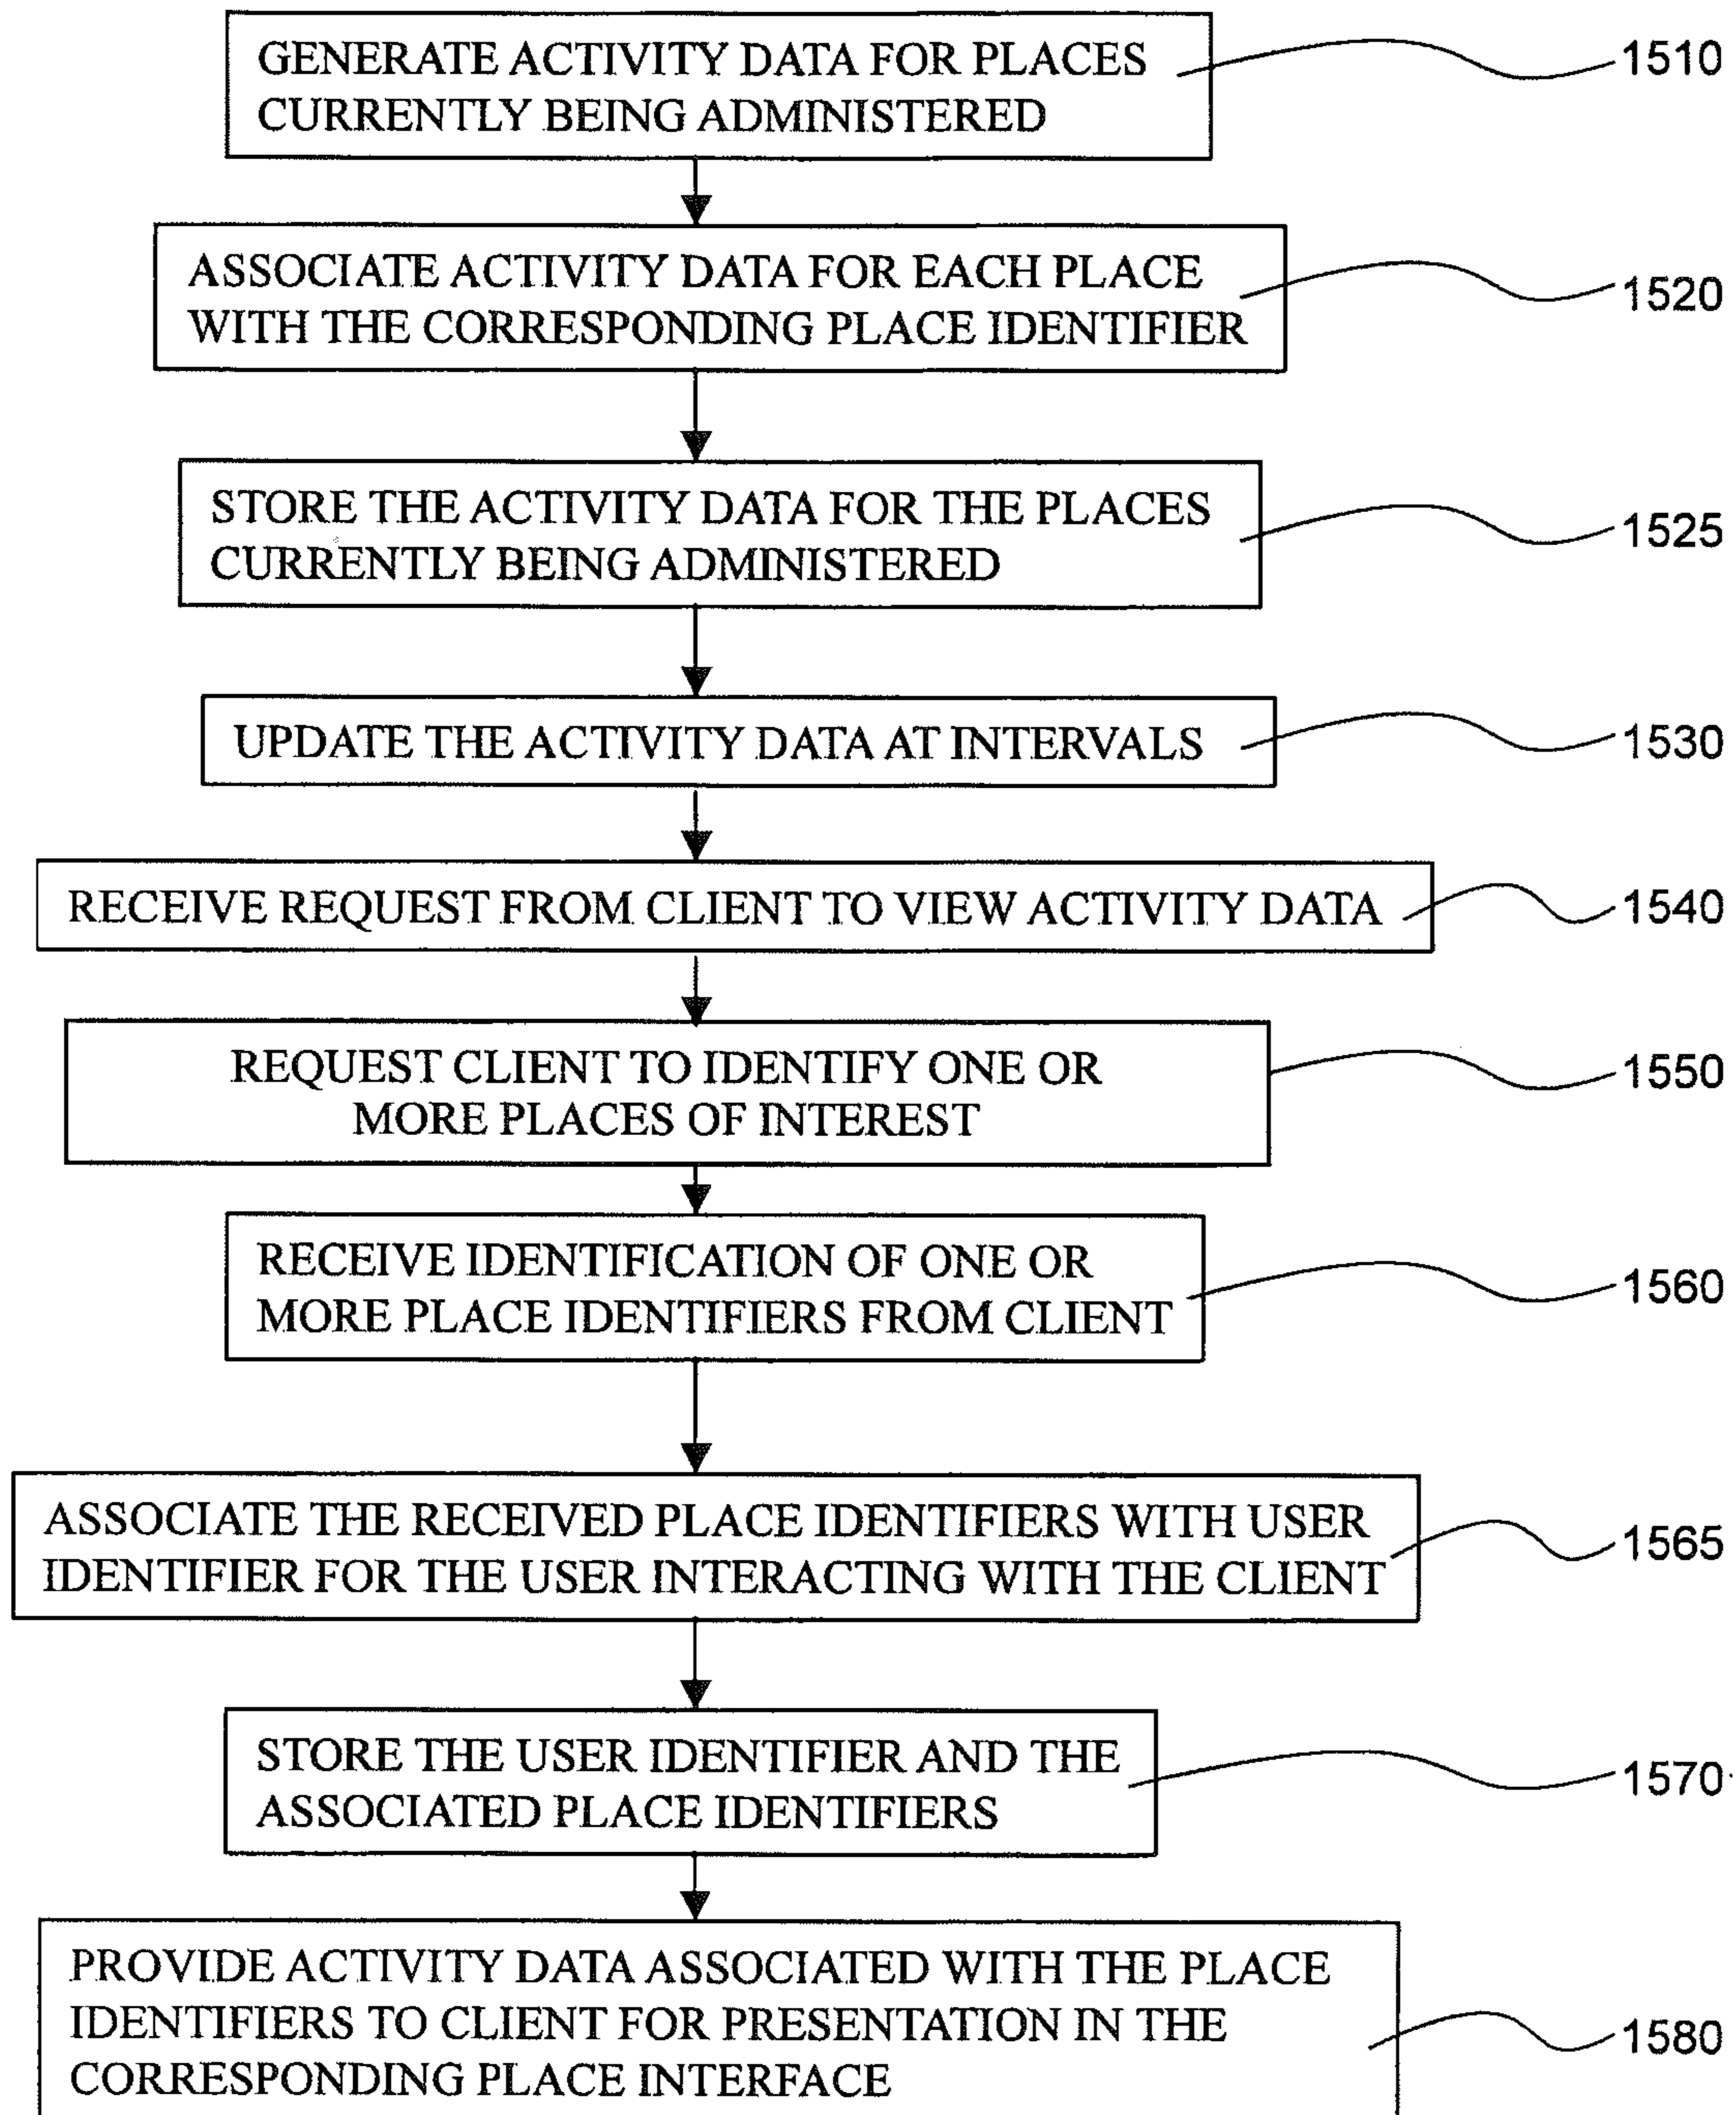 GENERATE ACTIVITY DATA FOR PLACES
CURRENTLY BEING ADMINISTERED
1510
ASSOCIATE ACTIVITY DATA FOR EACH PLACE
WITH THE CORRESPONDING PLACE IDENTIFIER
1520
STORE THE ACTIVITY DATA FOR THE PLACES
CURRENTLY BEING ADMINISTERED
1525
UPDATE THE ACTIVITY DATA AT INTERVALS
1530
RECEIVE REQUEST FROM CLIENT TO VIEW ACTIVITY DATA
1540
REQUEST CLIENT TO IDENTIFY ONE OR
MORE PLACES OF INTEREST
1550
RECEIVE IDENTIFICATION OF ONE OR
MORE PLACE IDENTIFIERS FROM CLIENT
1560
ASSOCIATE THE RECEIVED PLACE IDENTIFIERS WITH USER
IDENTIFIER FOR THE USER INTERACTING WITH THE CLIENT
1565
STORE THE USER IDENTIFIER AND THE
ASSOCIATED PLACE IDENTIFIERS
1570
PROVIDE ACTIVITY DATA ASSOCIATED WITH THE PLACE
IDENTIFIERS TO CLIENT FOR PRESENTATION IN THE
CORRESPONDING PLACE INTERFACE
1580